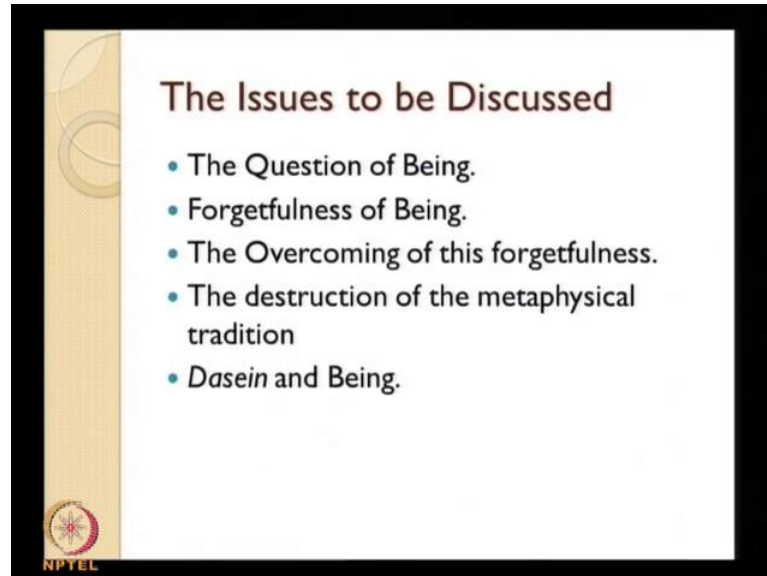 The Issues to be Discussed
• The Question of Being.
• Forgetfulness of Being.
• The Overcoming of this forgetfulness.
• The destruction of the metaphysical
tradition
• Dasein and Being.
NPTEL